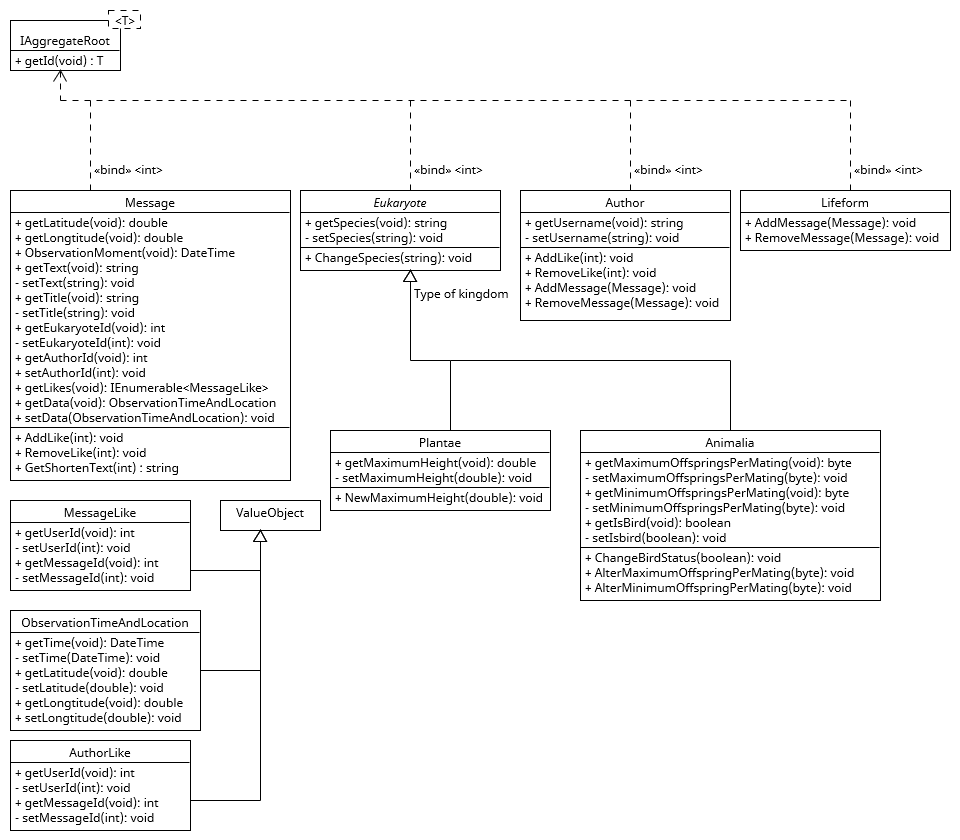 <T>
IAggregateRoot
+ getId(void) : T
«bind» <int>
«bind» <int>
«bind» <int>
«bind» <int>
Message
+ getLatitude(void): double
+ getLongtitude(void): double
+ ObservationMoment(void): DateTime
+ getText(void): string
- setText(string): void
+ getTitle(void): string
- setTitle(string): void
+ getEukaryoteId(void): int
- setEukaryoteId(int): void
+ getAuthorId(void): int
+ setAuthorId(int): void
+ getLikes(void): IEnumerable<MessageLike>
+ getData(void): ObservationTimeAndLocation
+ setData(ObservationTimeAndLocation): void
+ AddLike(int): void
+ RemoveLike(int): void
+ GetShortenText(int) : string
Eukaryote
+ getSpecies(void): string
- setSpecies(string): void
+ ChangeSpecies(string): void
Type of kingdom
Author
+ getUsername(void): string
- setUsername(string): void
+ AddLike(int): void
+ RemoveLike(int): void
+ AddMessage(Message): void
+ RemoveMessage(Message): void
Lifeform
+ AddMessage(Message): void
+ RemoveMessage(Message): void
Plantae
+ getMaximumHeight(void): double
- setMaximumHeight(double): void
+ NewMaximumHeight(double): void
Animalia
+ getMaximumOffspringsPerMating(void): byte
- setMaximumOffspringsPerMating(byte): void
+ getMinimumOffspringsPerMating(void): byte
- setMinimumOffspringsPerMating(byte): void
+ getIsBird(void): boolean
- setIsbird(boolean): void
+ ChangeBirdStatus(boolean): void
+ AlterMaximumOffspringPerMating(byte): void
+ AlterMinimumOffspringPerMating(byte): void
MessageLike
+ getUserId(void): int
- setUserId(int): void
+ getMessageId(void): int
- setMessageId(int): void
ValueObject
ObservationTimeAndLocation
+ getTime(void): DateTime
- setTime(DateTime): void
+ getLatitude(void): double
- setLatitude(double): void
+ getLongtitude(void): double
+ setLongtitude(double): void
AuthorLike
+ getUserId(void): int
- setUserId(int): void
+ getMessageId(void): int
- setMessageId(int): void